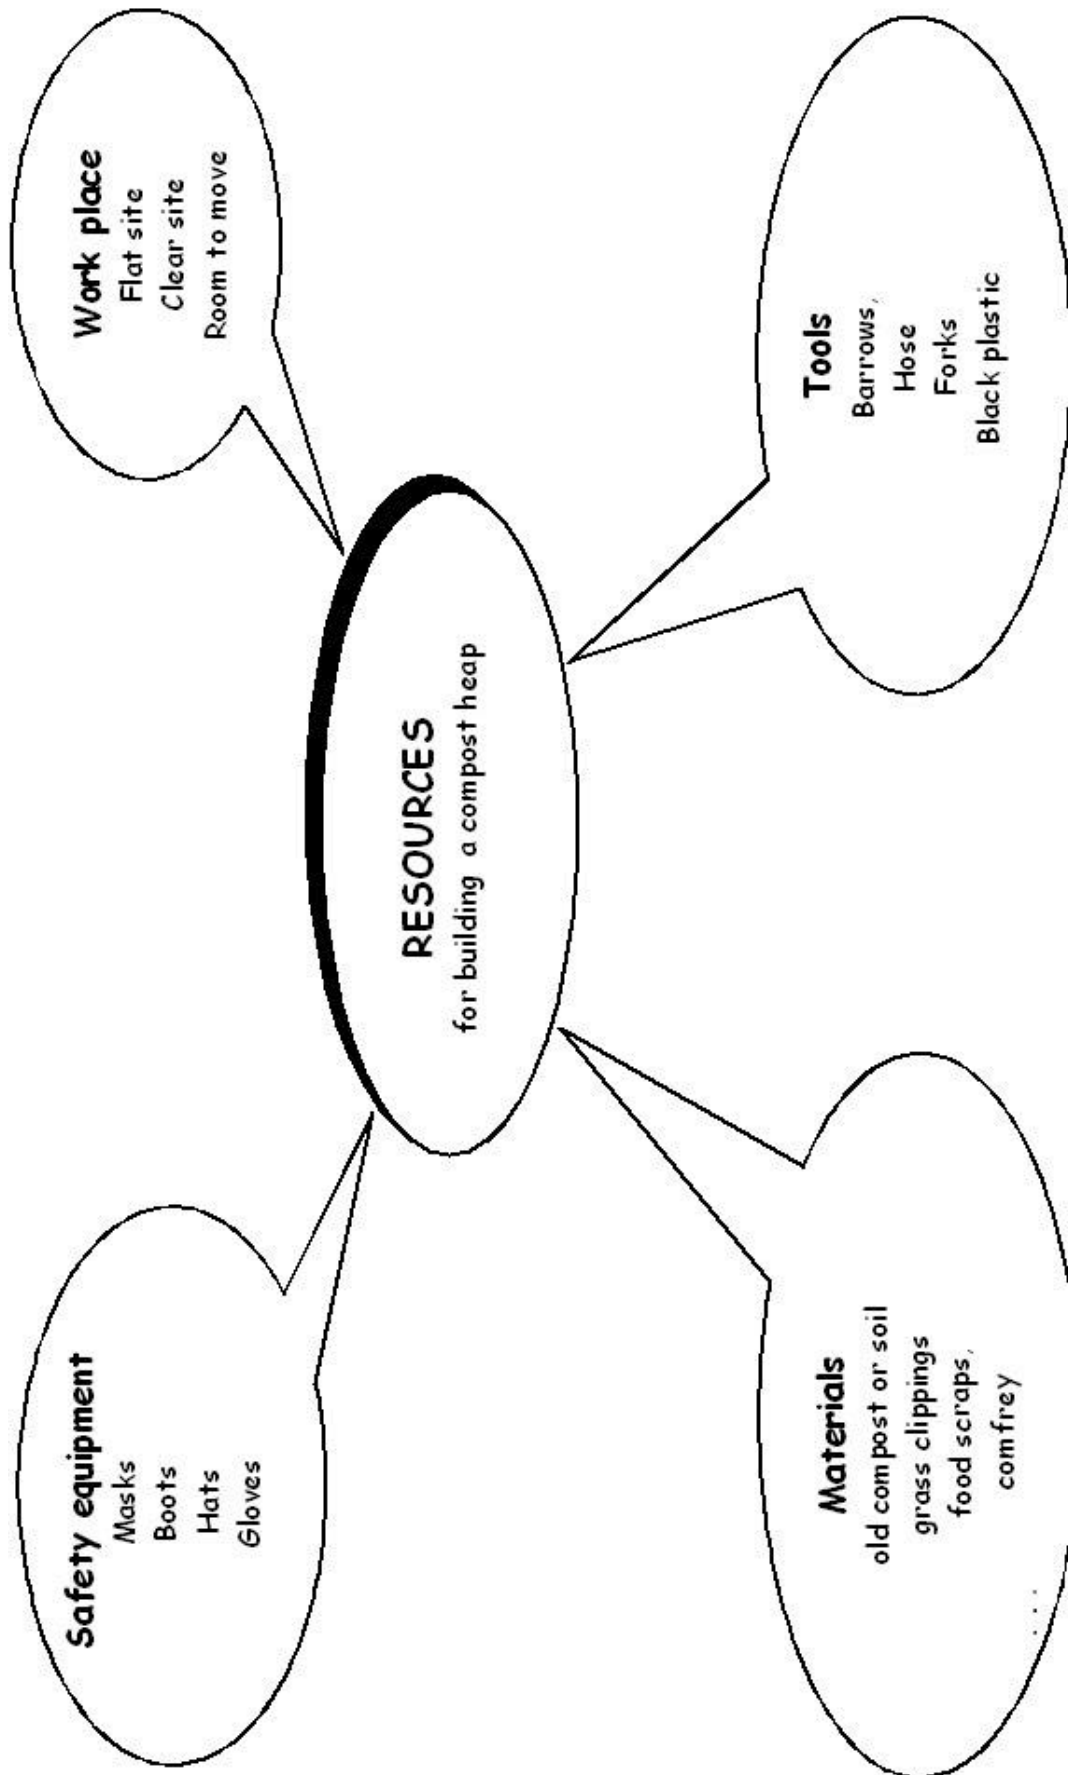 Safety equipment
Masks
Boots
Hats
Gloves
Work place
Flat site
Clear site
Room to move
RESOURCES
for building a compost heap
Materials
old compost or soil
grass clippings
food scraps,
comfrey
....
Tools
Barrows,
Hose
Forks
Black plastic